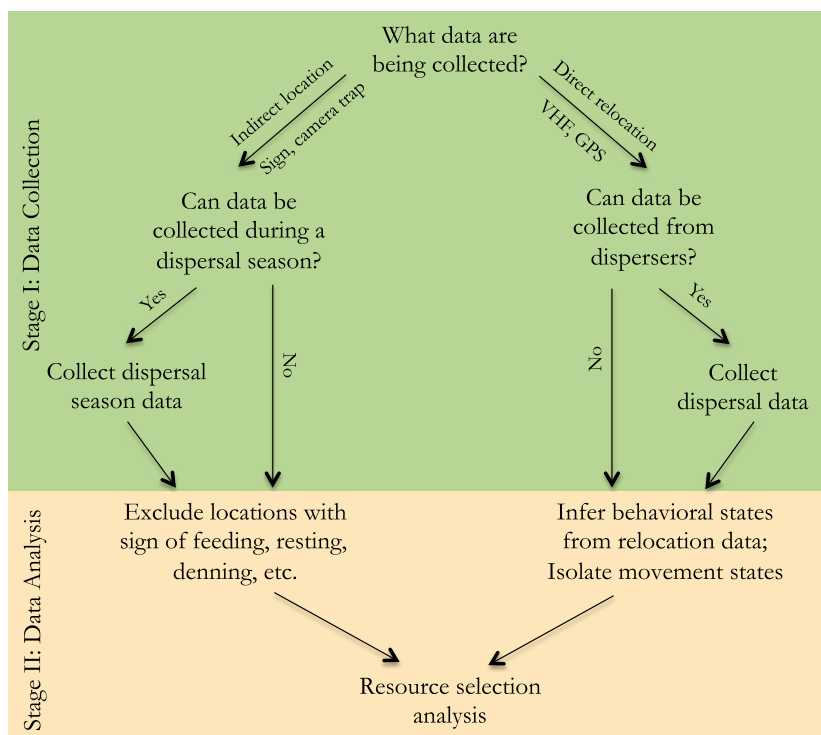 What data are
being collected?
Indirect location
Sign, camera trap
Direct relocation
VHF, GPS
Stage I: Data Collection
Can data be
collected during a
dispersal season?
Can data be
collected from
dispersers?
Yes
No
No
Yes
Collect dispersal
season data
Collect
dispersal data
Stage II: Data Analysis
Exclude locations with
sign of feeding, resting,
denning, etc.
Infer behavioral states
from relocation data;
Isolate movement states
Resource selection
analysis